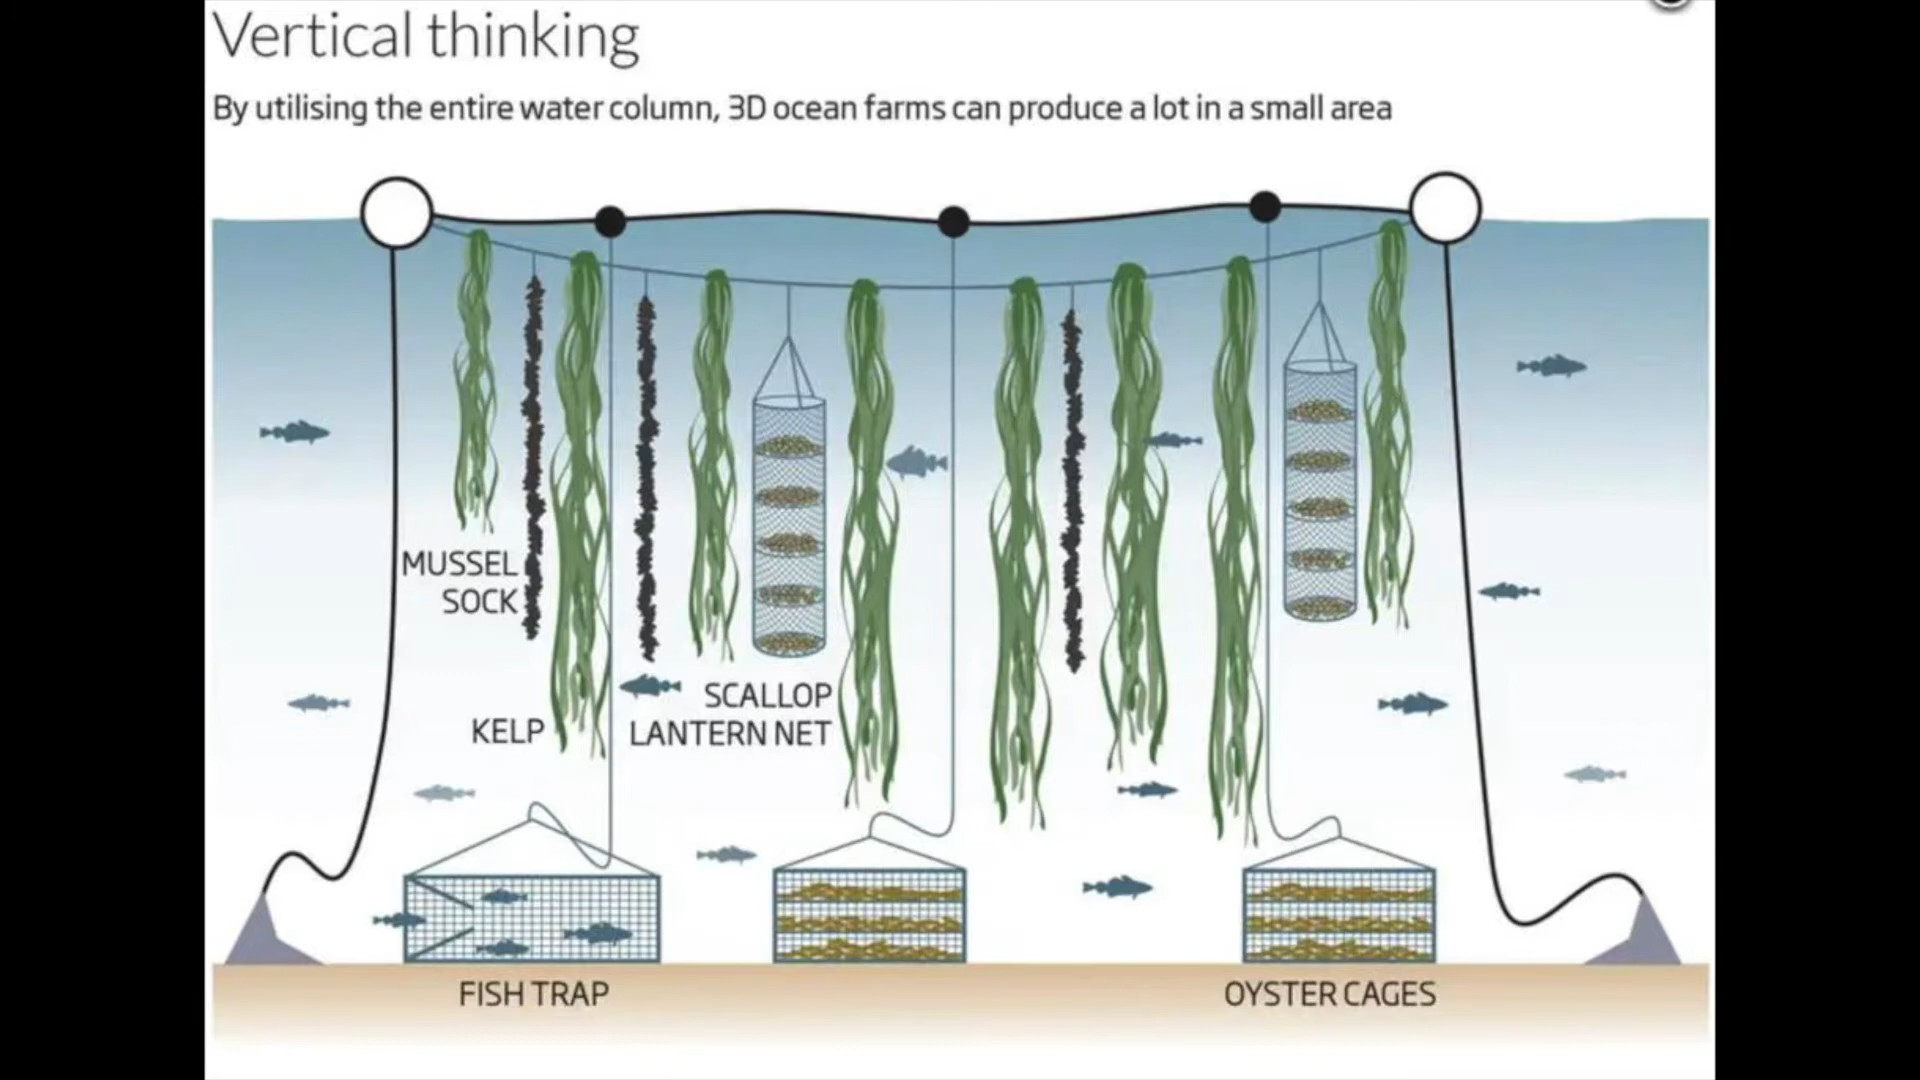 Vertical thinking
By utilising the entire water column, 3D ocean farms can produce a lot in a small area
MUSSEL
SOCK
KELP
SCALLOP
LANTERN NET
FISH TRAP
OYSTER CAGES